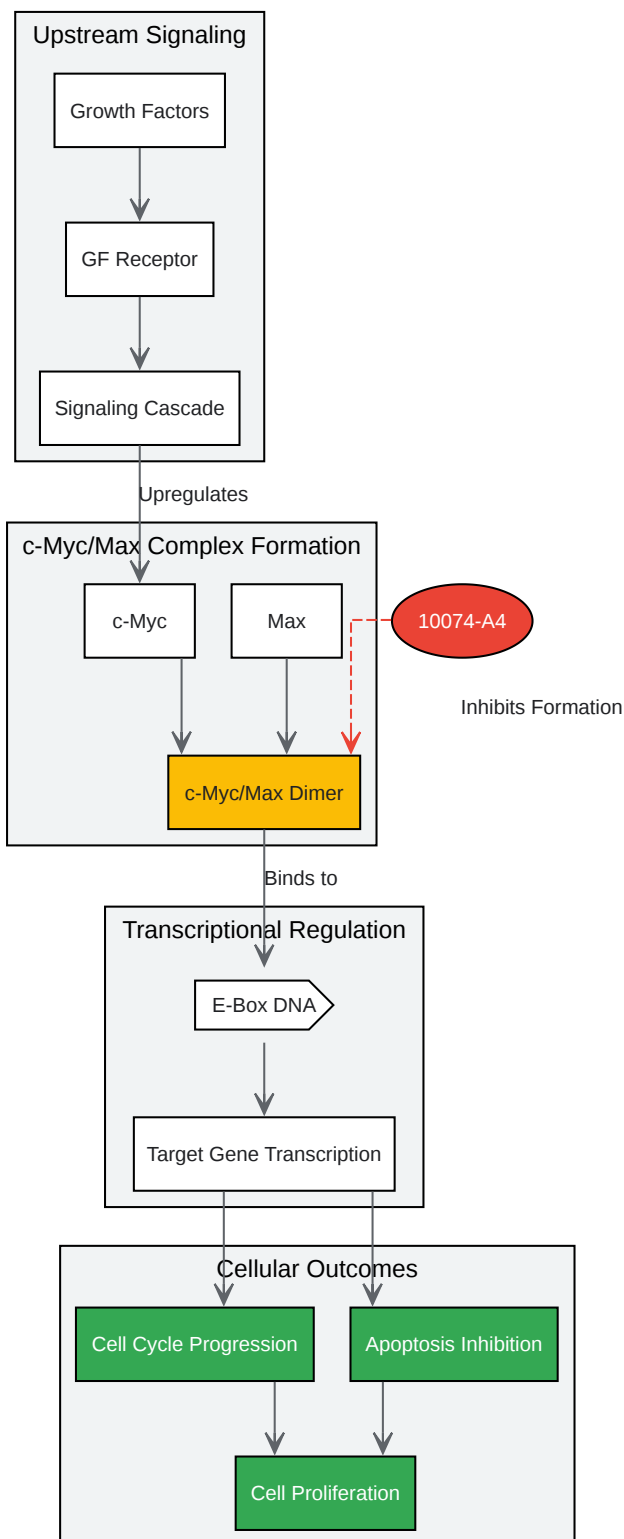 Upstream Signaling
Growth Factors
GF Receptor
Signaling Cascade
Upregulates
c-Myc/Max Complex Formation
c-Myc
Max
10074-A4
Inhibits Formation
c-Myc/Max Dimer
Binds to
Transcriptional Regulation
E-Box DNA
Target Gene Transcription
Cellular Outcomes
Cell Cycle Progression
Apoptosis Inhibition
Cell Proliferation